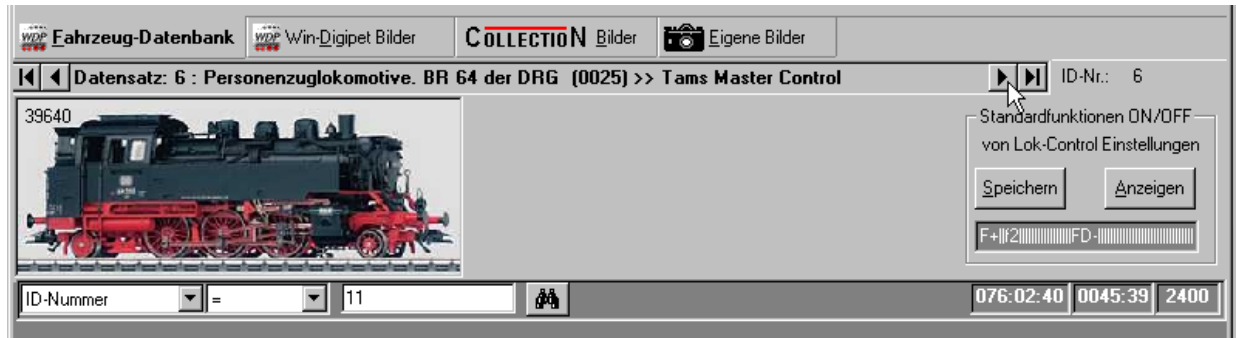 WDP Fahrzeug-Datenbank WDP Win-Digipet Bilder COLLECTION Bilder Eigene Bilder
Datensatz: 6 : Personenzuglokomotive. BR 64 der DRG (0025) >> Tams Master Control ID-Nr.: 6
39640
Standardfunktionen ON/OFF
von Lok-Control Einstellungen
Speichern Anzeigen
ID-Nummer = 11 076:02:40 0045:39 2400